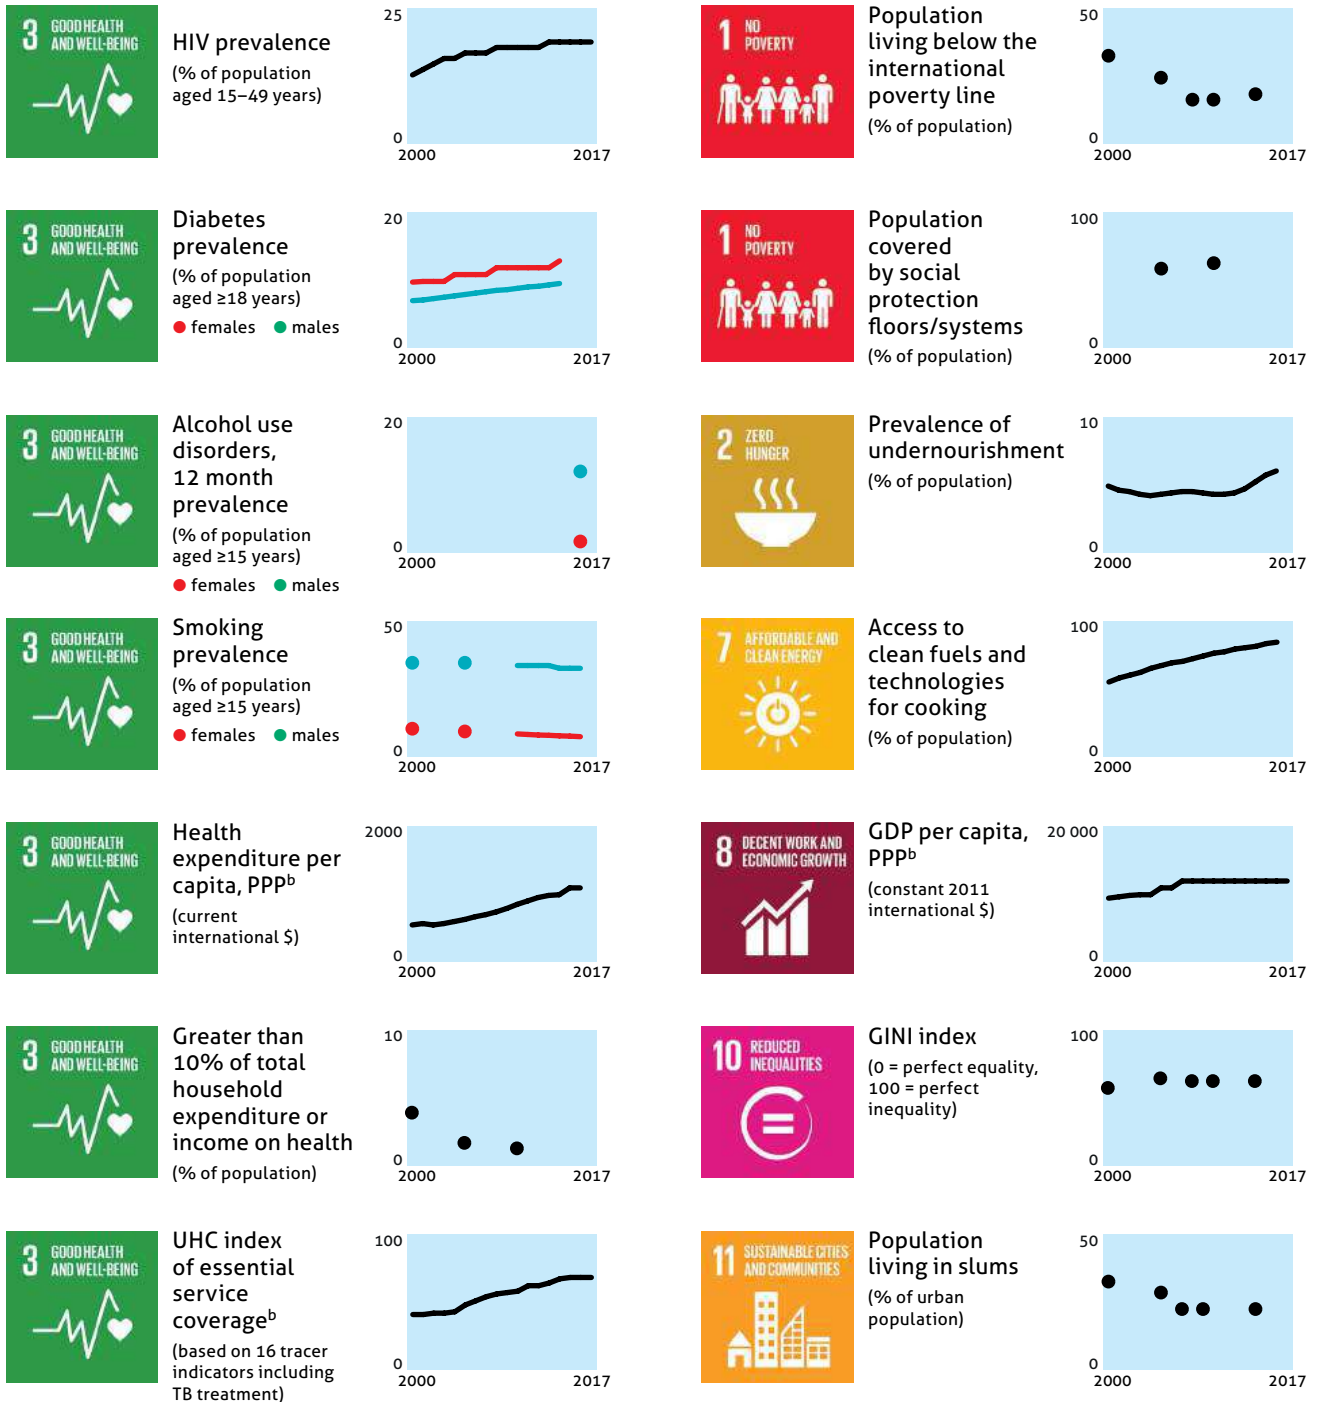 3 GOOD HEALTH
AND WELL-BEING
HIV prevalence
(% of population
aged 15–49 years)
25
0
2000 2017
3 GOOD HEALTH
AND WELL-BEING
Diabetes
prevalence
(% of population
aged ≥18 years)
females males
20
0
2000 2017
3 GOOD HEALTH
AND WELL-BEING
Alcohol use
disorders,
12 month
prevalence
(% of population
aged ≥15 years)
females males
20
0
2000 2017
3 GOOD HEALTH
AND WELL-BEING
Smoking
prevalence
(% of population
aged ≥15 years)
females males
50
0
2000 2017
3 GOOD HEALTH
AND WELL-BEING
Health
expenditure per
capita, PPPᵇ
(current
international $)
2000
0
2000 2017
3 GOOD HEALTH
AND WELL-BEING
Greater than
10% of total
household
expenditure or
income on health
(% of population)
10
0
2000 2017
3 GOOD HEALTH
AND WELL-BEING
UHC index
of essential
service
coverageᵇ
(based on 16 tracer
indicators including
TB treatment)
100
0
2000 2017
1 NO
POVERTY
Population
living below the
international
poverty line
(% of population)
50
0
2000 2017
1 NO
POVERTY
Population
covered
by social
protection
floors/systems
(% of population)
100
0
2000 2017
2 ZERO
HUNGER
Prevalence of
undernourishment
(% of population)
10
0
2000 2017
7 AFFORDABLE AND
CLEAN ENERGY
Access to
clean fuels and
technologies
for cooking
(% of population)
100
0
2000 2017
8 DECENT WORK AND
ECONOMIC GROWTH
GDP per capita,
PPPᵇ
(constant 2011
international $)
20 000
0
2000 2017
10 REDUCED
INEQUALITIES
GINI index
(0 = perfect equality,
100 = perfect
inequality)
100
0
2000 2017
11 SUSTAINABLE CITIES
AND COMMUNITIES
Population
living in slums
(% of urban
population)
50
0
2000 2017